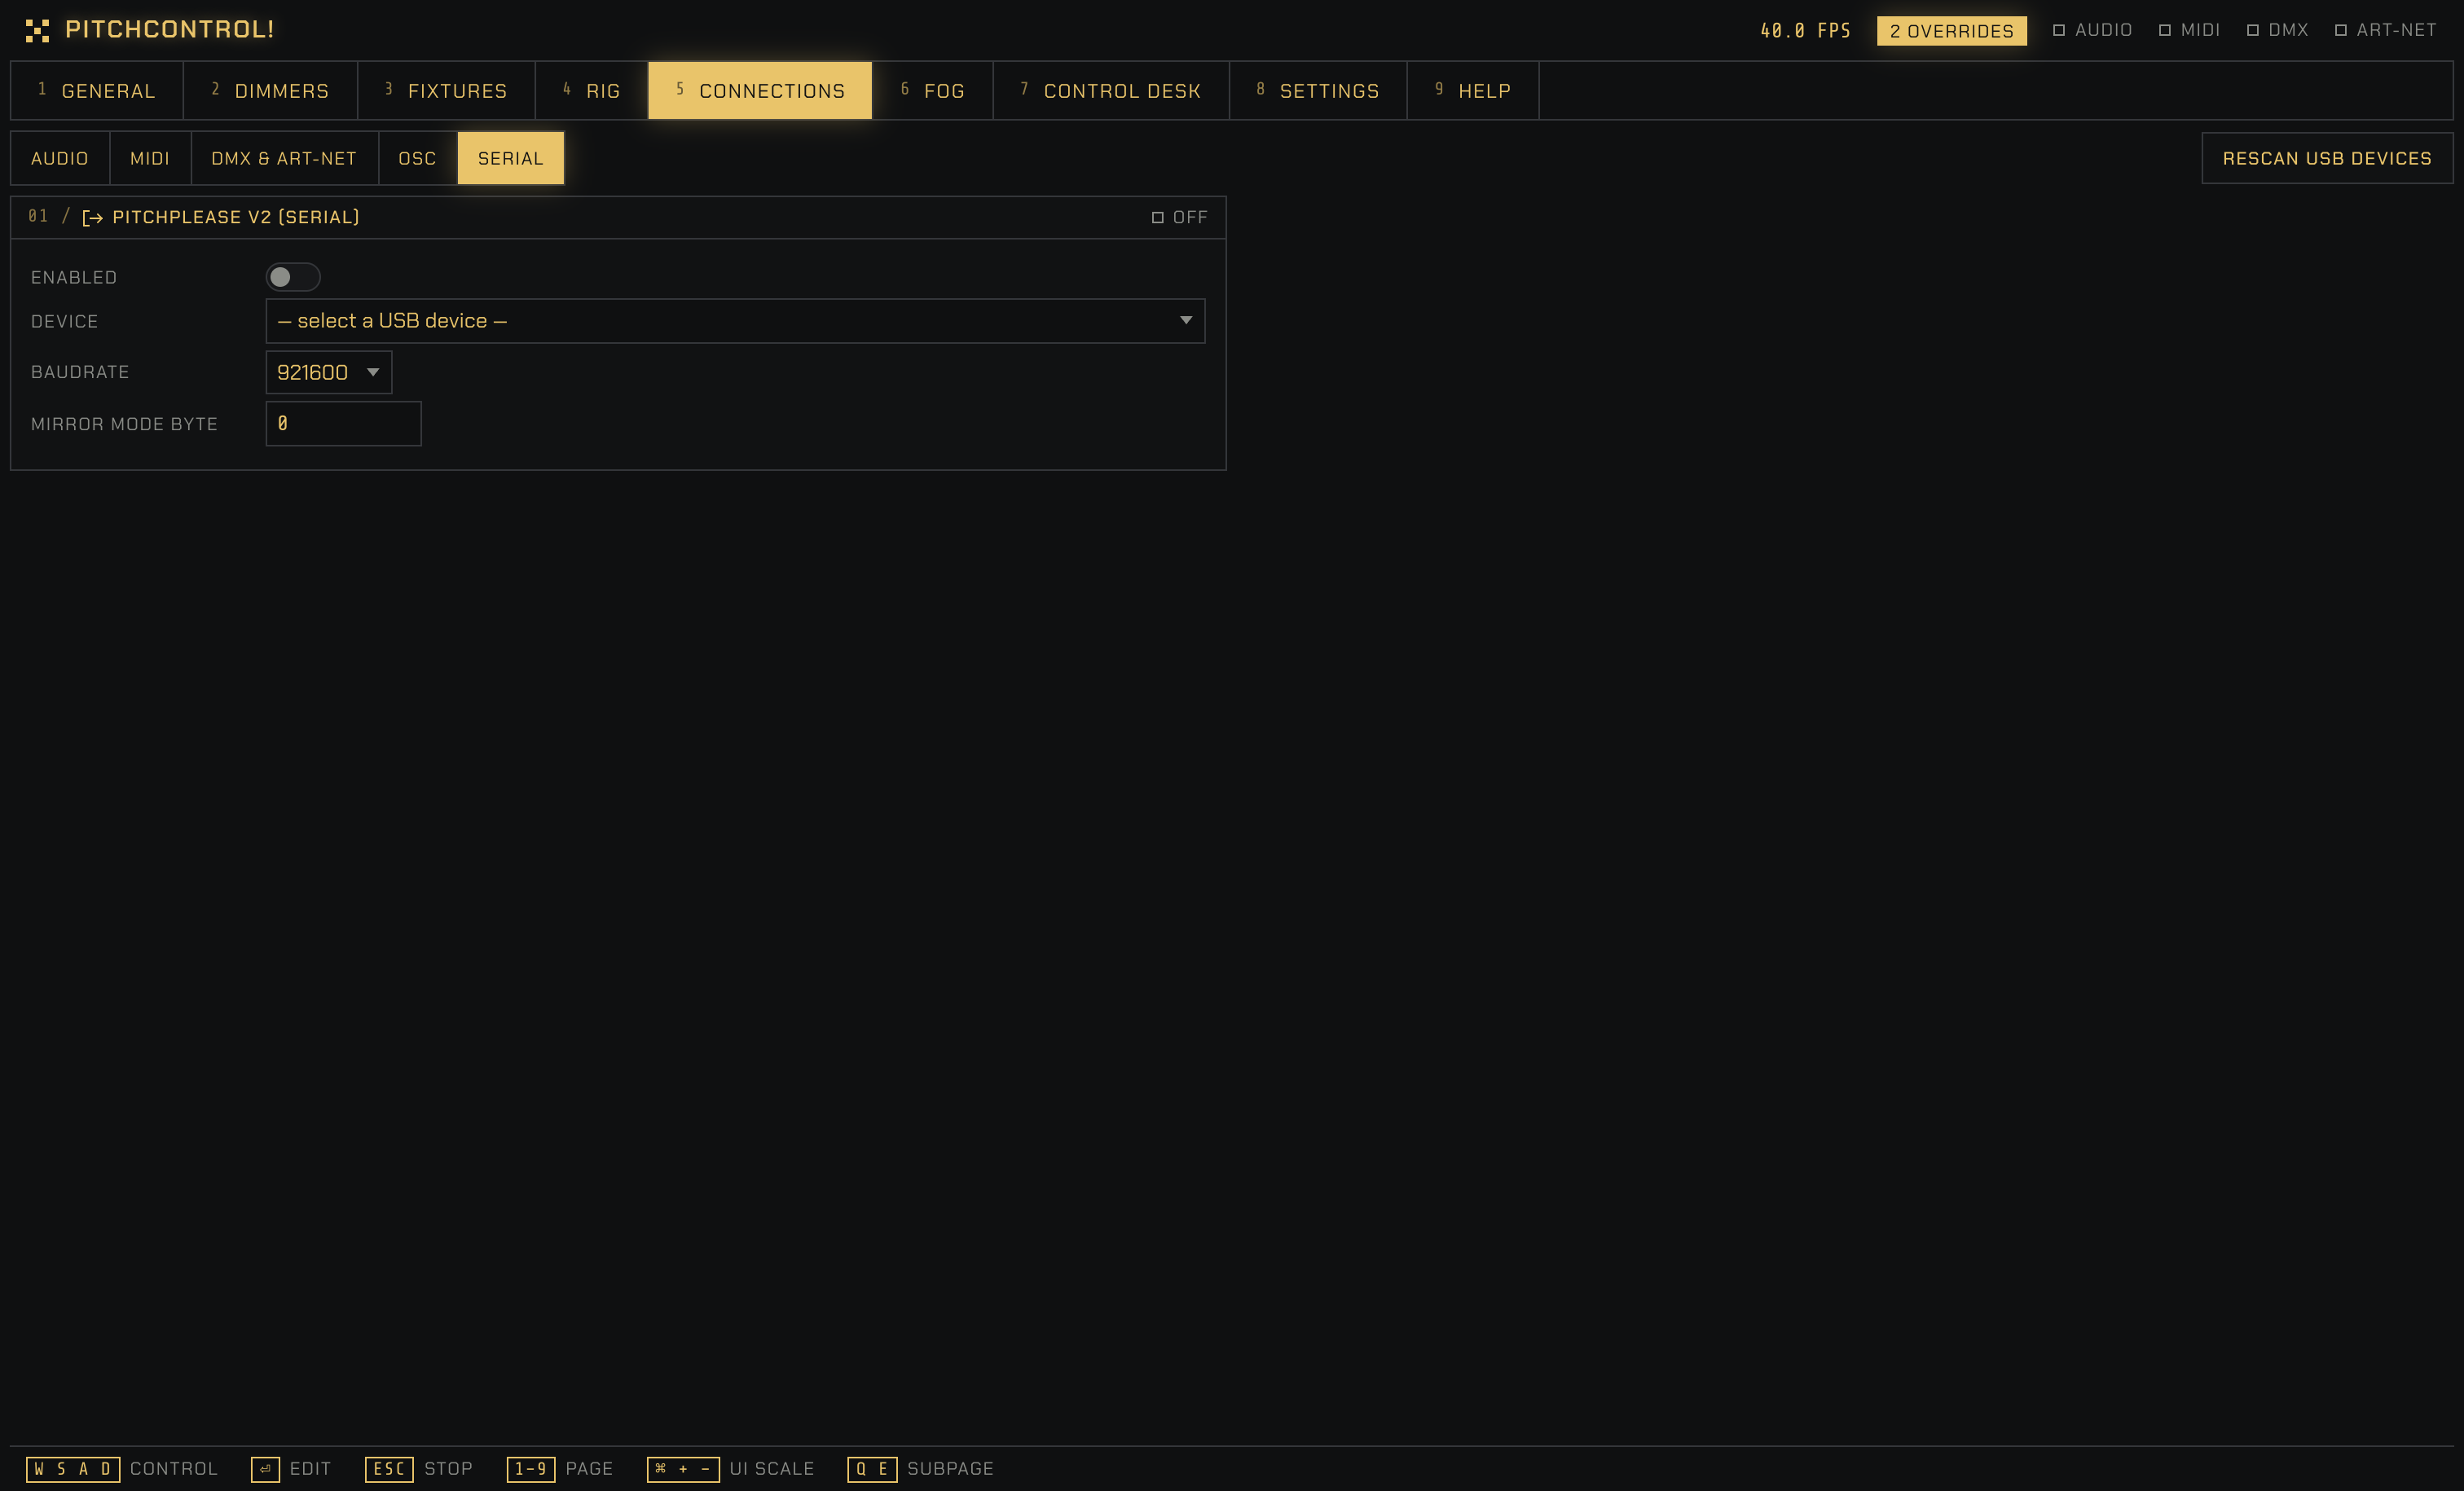 PITCHCONTROL! 40.0 FPS 2 OVERRIDES AUDIO MIDI DMX ART-NET
1 GENERAL 2 DIMMERS 3 FIXTURES 4 RIG 5 CONNECTIONS 6 FOG 7 CONTROL DESK 8 SETTINGS 9 HELP
AUDIO MIDI DMX & ART-NET OSC SERIAL RESCAN USB DEVICES
01 / PITCHPLEASE V2 (SERIAL) OFF
ENABLED
DEVICE — select a USB device —
BAUDRATE 921600
MIRROR MODE BYTE 0
W S A D CONTROL ⏎ EDIT ESC STOP 1-9 PAGE ⌘ + - UI SCALE Q E SUBPAGE